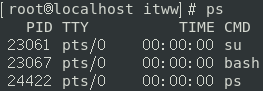 [root@localhost itww]# ps
PID TTY TIME CMD
23061 pts/0 00:00:00 su
23067 pts/0 00:00:00 bash
24422 pts/0 00:00:00 ps